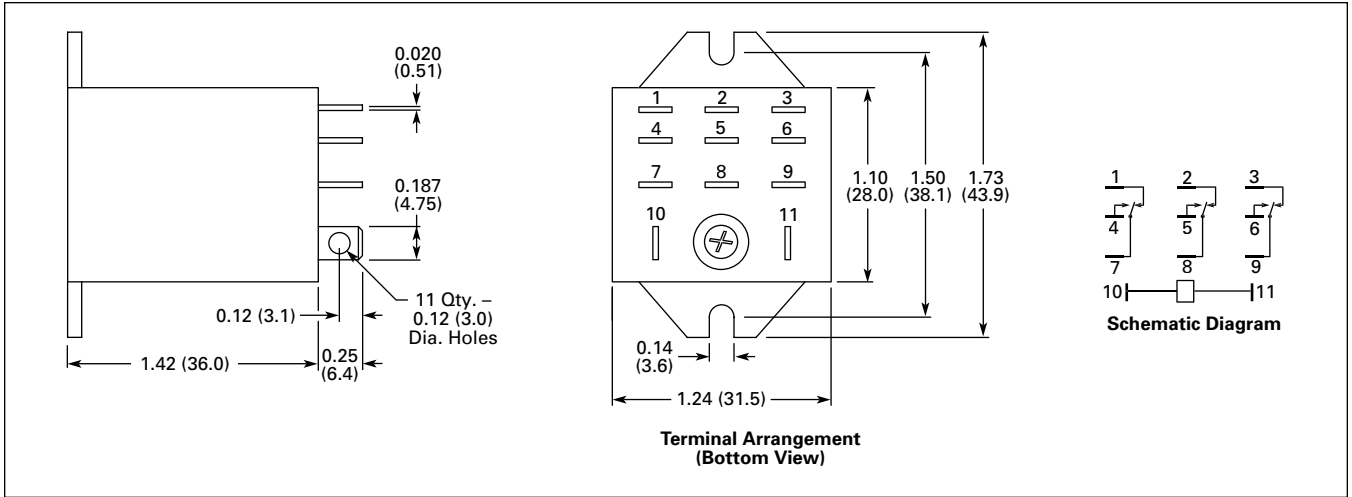 0.020
(0.51)
0.187
(4.75)
11 Qty. –
0.12 (3.0)
Dia. Holes
0.12 (3.1)
0.25
(6.4)
1.42 (36.0)
1 2 3
4 5 6
7 8 9
10 11
1.10
(28.0)
1.50
(38.1)
1.73
(43.9)
0.14
(3.6)
1.24 (31.5)
Terminal Arrangement
(Bottom View)
1 2 3
4 5 6
7 8 9
10 11
Schematic Diagram